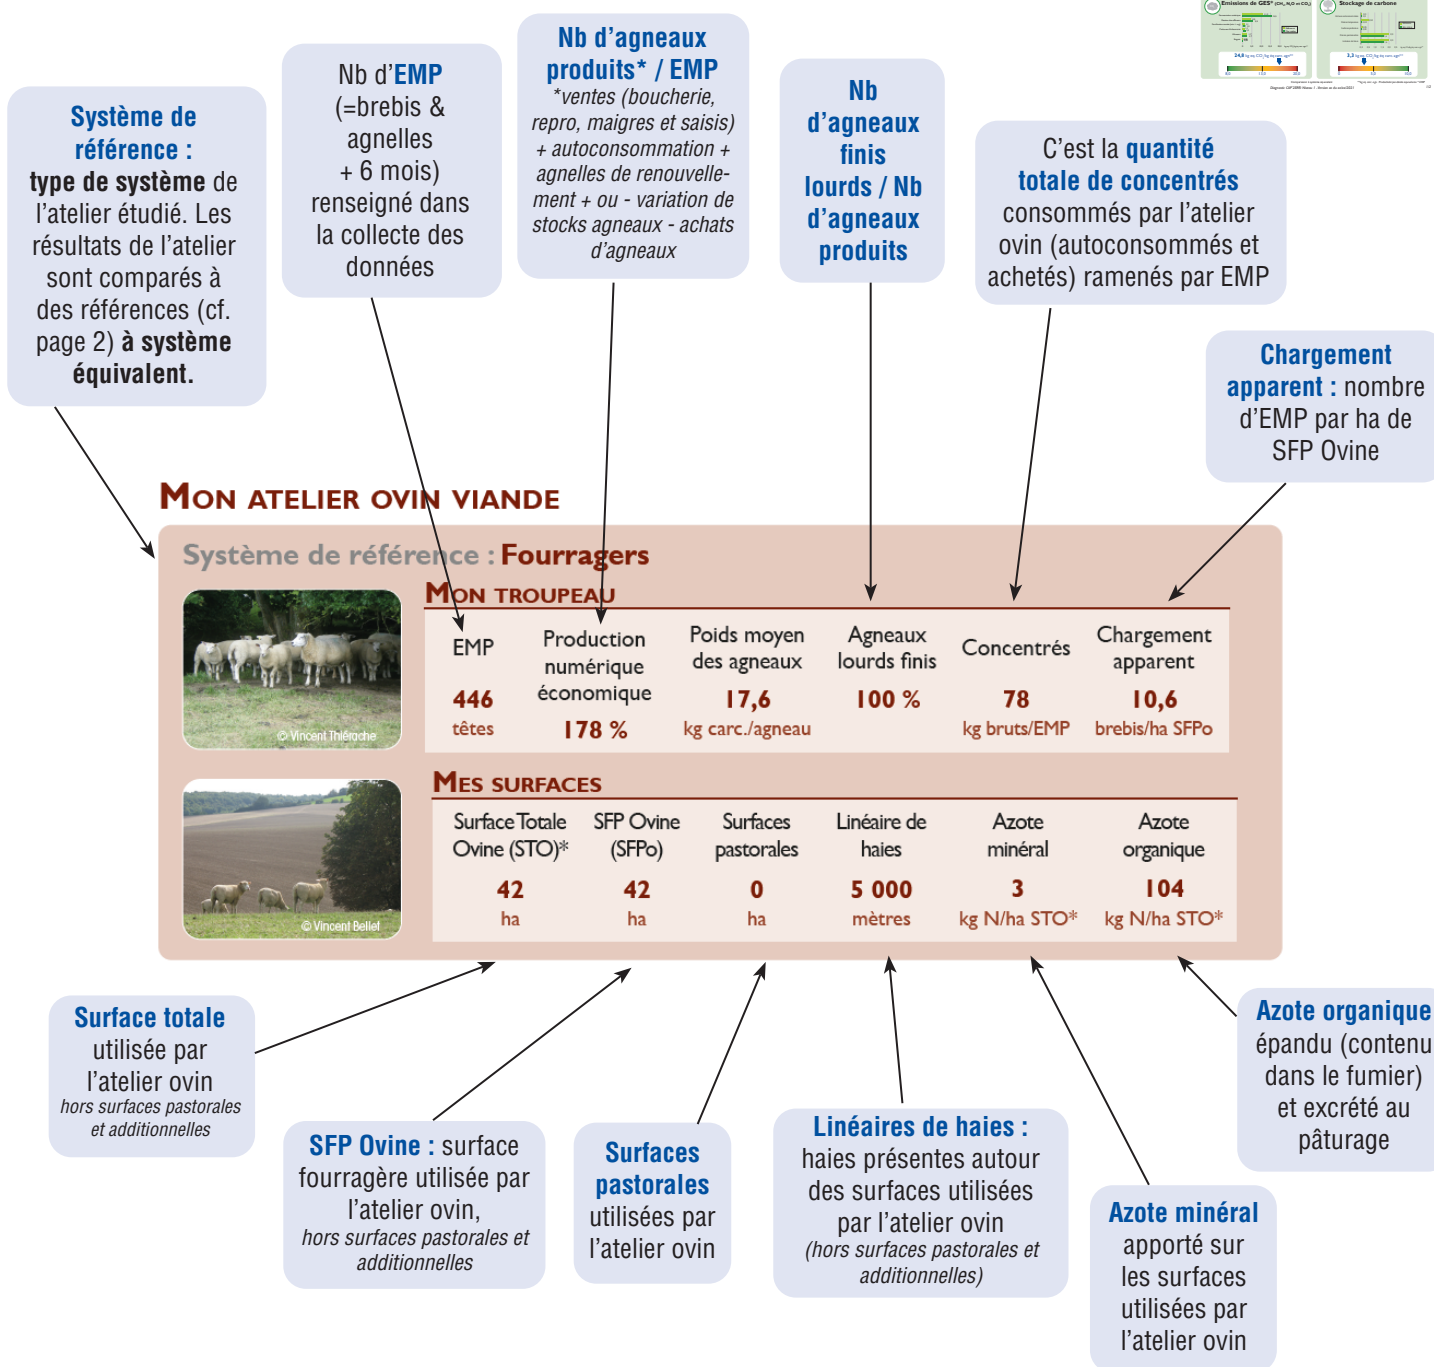 Emissions de GES* (CH₄, N₂O et CO₂)
Stockage de carbone
Système de
référence :
type de système de
l'atelier étudié. Les
résultats de l'atelier
sont comparés à
des références (cf.
page 2) à système
équivalent.
Nb d'EMP
(=brebis &
agnelles
+ 6 mois)
renseigné dans
la collecte des
données
Nb d'agneaux
produits* / EMP
*ventes (boucherie,
repro, maigres et saisis)
+ autoconsommation +
agnelles de renouvelle-
ment + ou - variation de
stocks agneaux - achats
d'agneaux
Nb
d'agneaux
finis
lourds / Nb
d'agneaux
produits
C'est la quantité
totale de concentrés
consommés par l'atelier
ovin (autoconsommés et
achetés) ramenés par EMP
Chargement
apparent : nombre
d'EMP par ha de
SFP Ovine
MON ATELIER OVIN VIANDE
Système de référence : Fourragers
MON TROUPEAU
EMP
446
têtes
Production
numérique
économique
178 %
Poids moyen
des agneaux
17,6
kg carc./agneau
Agneaux
lourds finis
100 %
Concentrés
78
kg bruts/EMP
Chargement
apparent
10,6
brebis/ha SFPo
© Vincent Thiérache
MES SURFACES
Surface Totale
Ovine (STO)*
42
ha
SFP Ovine
(SFPo)
42
ha
Surfaces
pastorales
0
ha
Linéaire de
haies
5 000
mètres
Azote
minéral
3
kg N/ha STO*
Azote
organique
104
kg N/ha STO*
© Vincent Bellet
Surface totale
utilisée par
l'atelier ovin
hors surfaces pastorales
et additionnelles
SFP Ovine : surface
fourragère utilisée par
l'atelier ovin,
hors surfaces pastorales et
additionnelles
Surfaces
pastorales
utilisées par
l'atelier ovin
Linéaires de haies :
haies présentes autour
des surfaces utilisées
par l'atelier ovin
(hors surfaces pastorales et
additionnelles)
Azote minéral
apporté sur
les surfaces
utilisées par
l'atelier ovin
Azote organique
épandu (contenu
dans le fumier)
et excrété au
pâturage